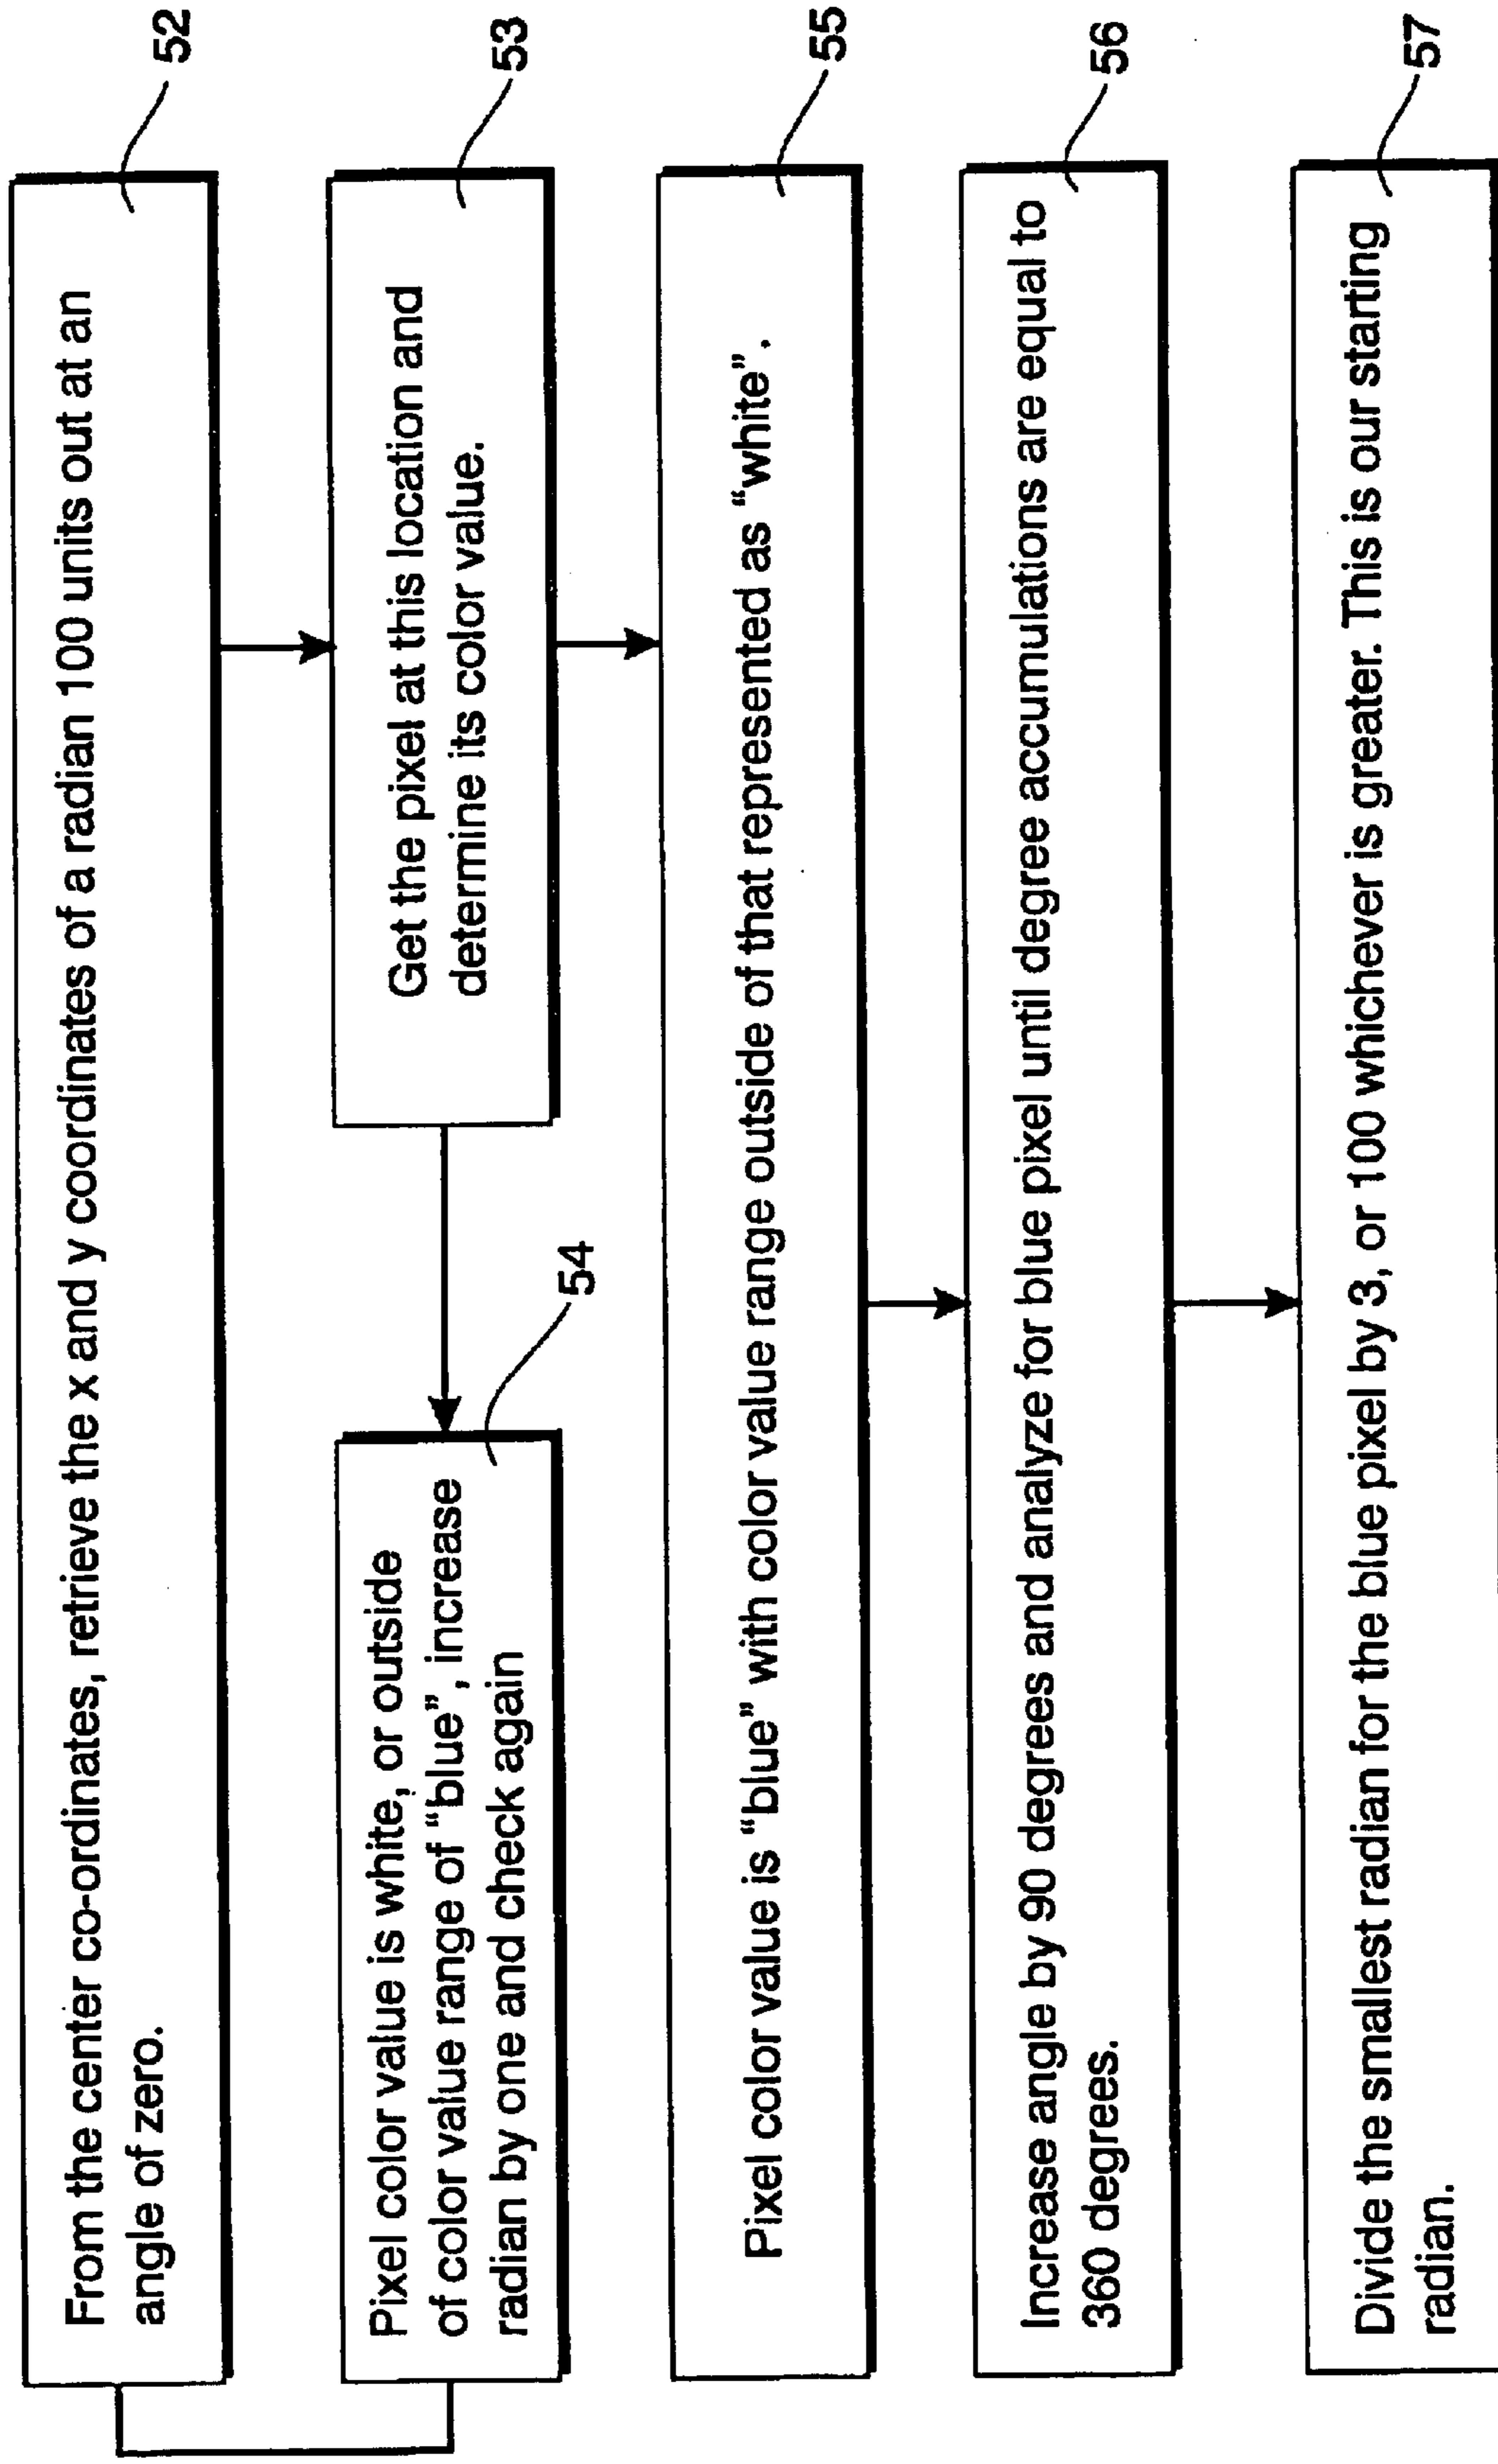 From the center co-ordinates, retrieve the x and y coordinates of a radian 100 units out at an
angle of zero.
52
Get the pixel at this location and
determine its color value.
53
Pixel color value is white, or outside
of color value range of "blue", increase
radian by one and check again
54
Pixel color value is "blue" with color value range outside of that represented as "white".
55
Increase angle by 90 degrees and analyze for blue pixel until degree accumulations are equal to
360 degrees.
56
Divide the smallest radian for the blue pixel by 3, or 100 whichever is greater. This is our starting
radian.
57